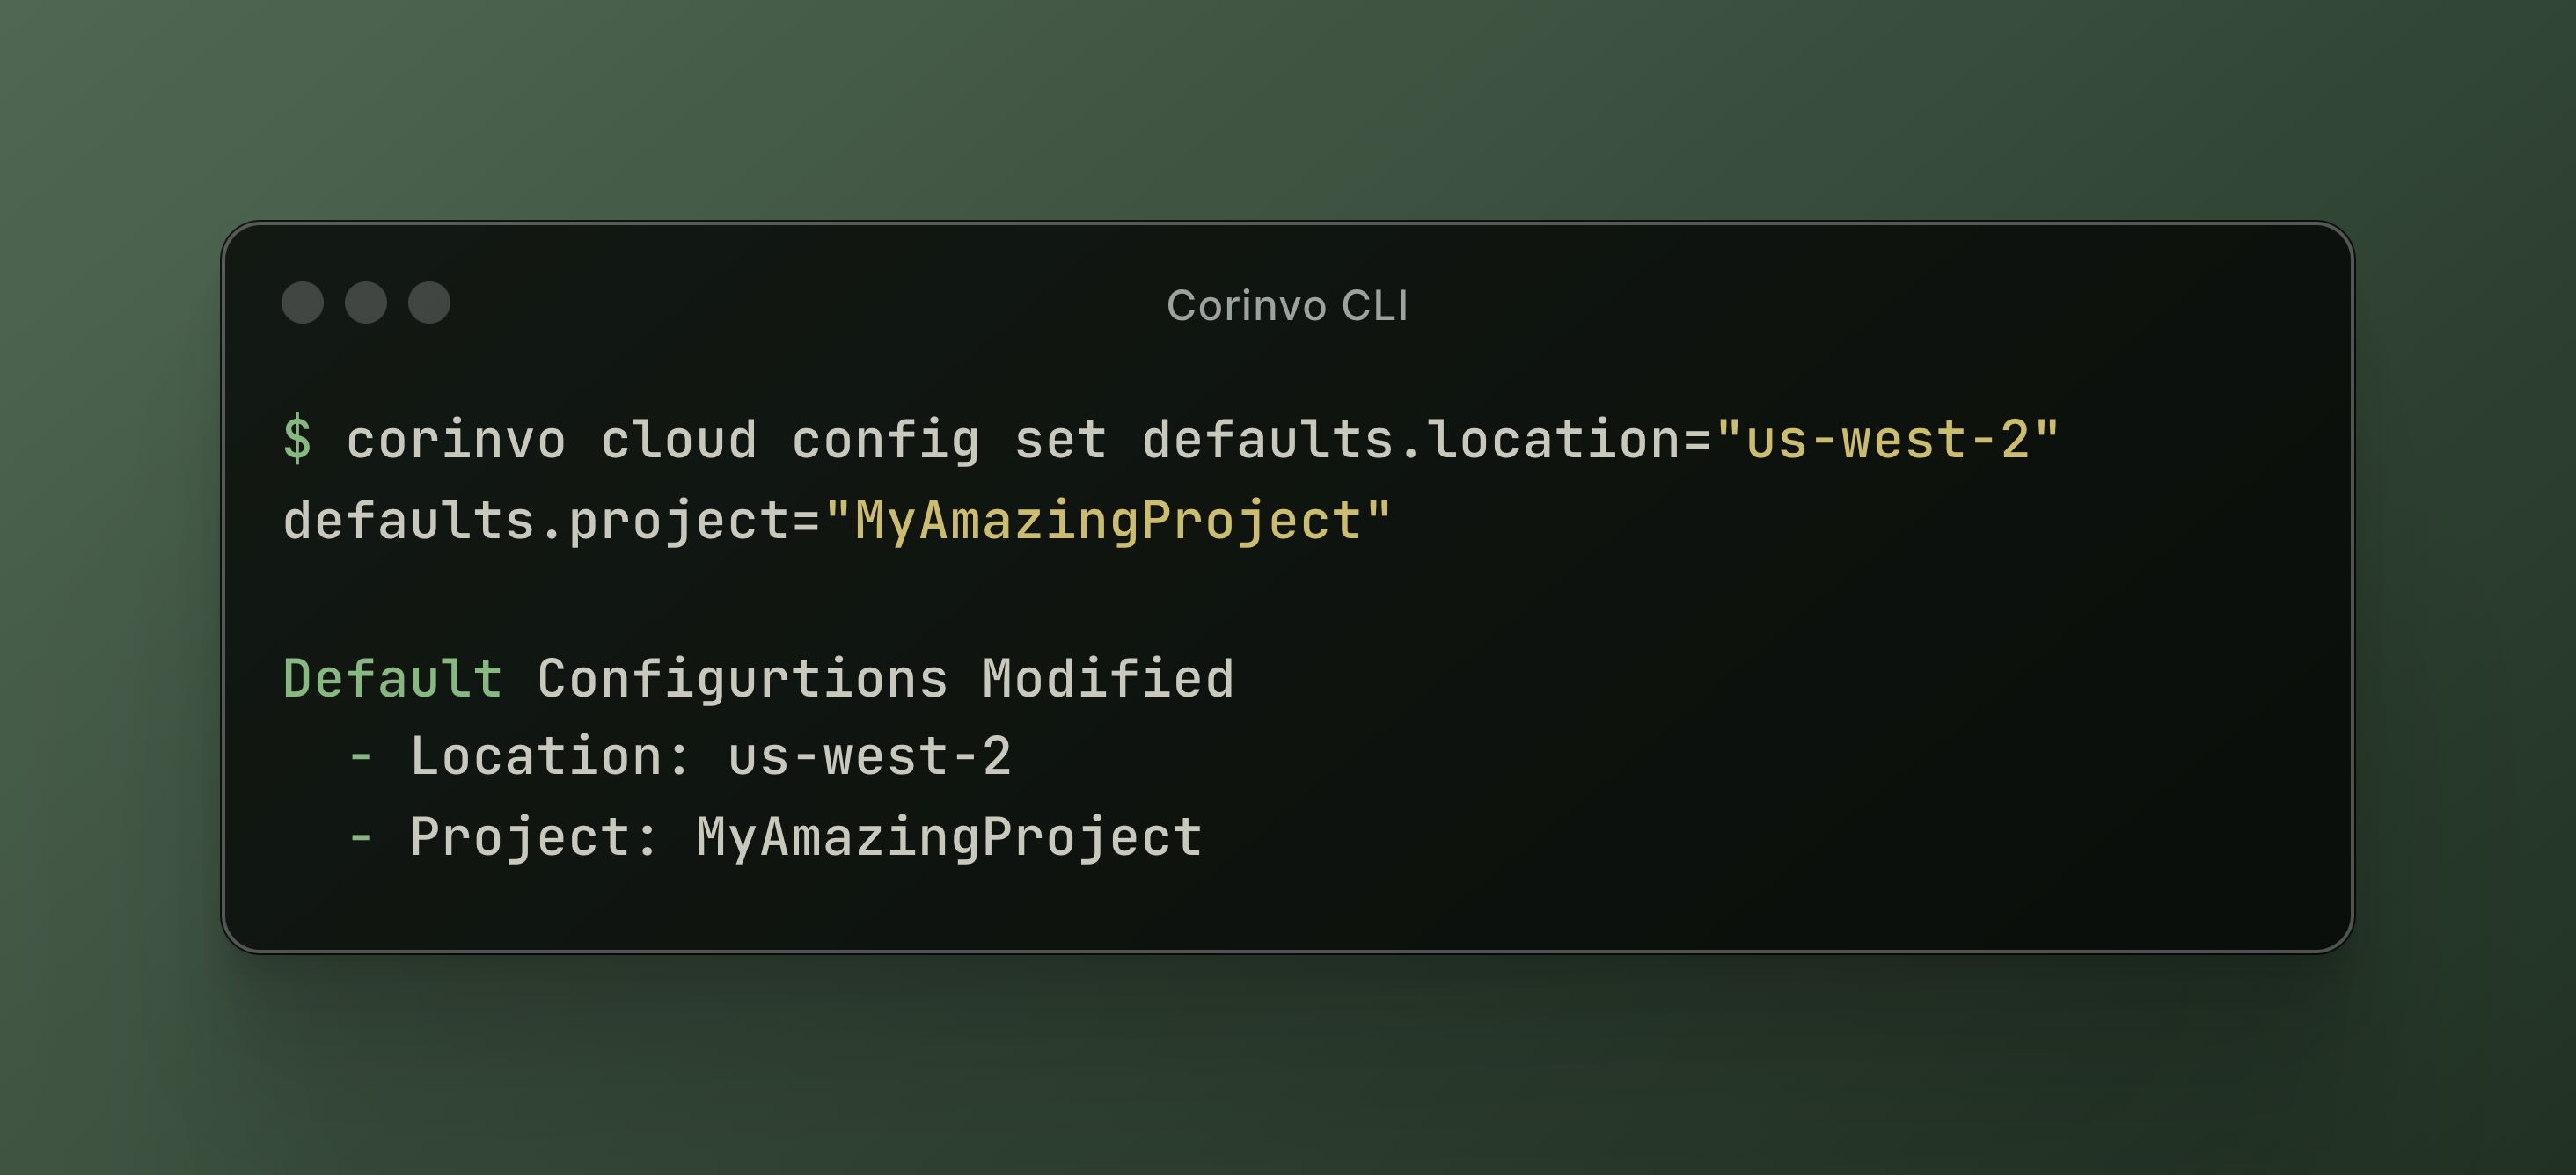 Corinvo CLI
$ corinvo cloud config set defaults.location="us-west-2"
defaults.project="MyAmazingProject"
Default Configurtions Modified
- Location: us-west-2
- Project: MyAmazingProject